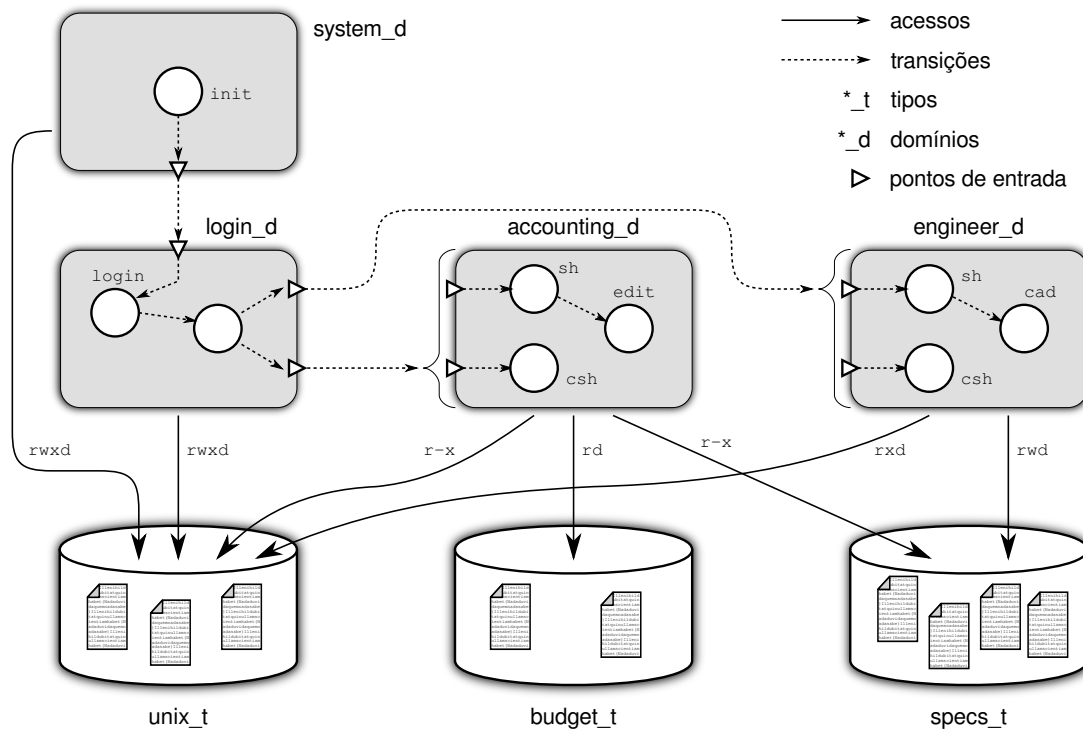 system_d
acessos
transições
*_t tipos
*_d domínios
pontos de entrada
init
login_d
accounting_d
engineer_d
login
sh
edit
csh
sh
cad
csh
rwxd
rwxd
r-x
rd
r-x
rxd
rwd
unix_t
budget_t
specs_t